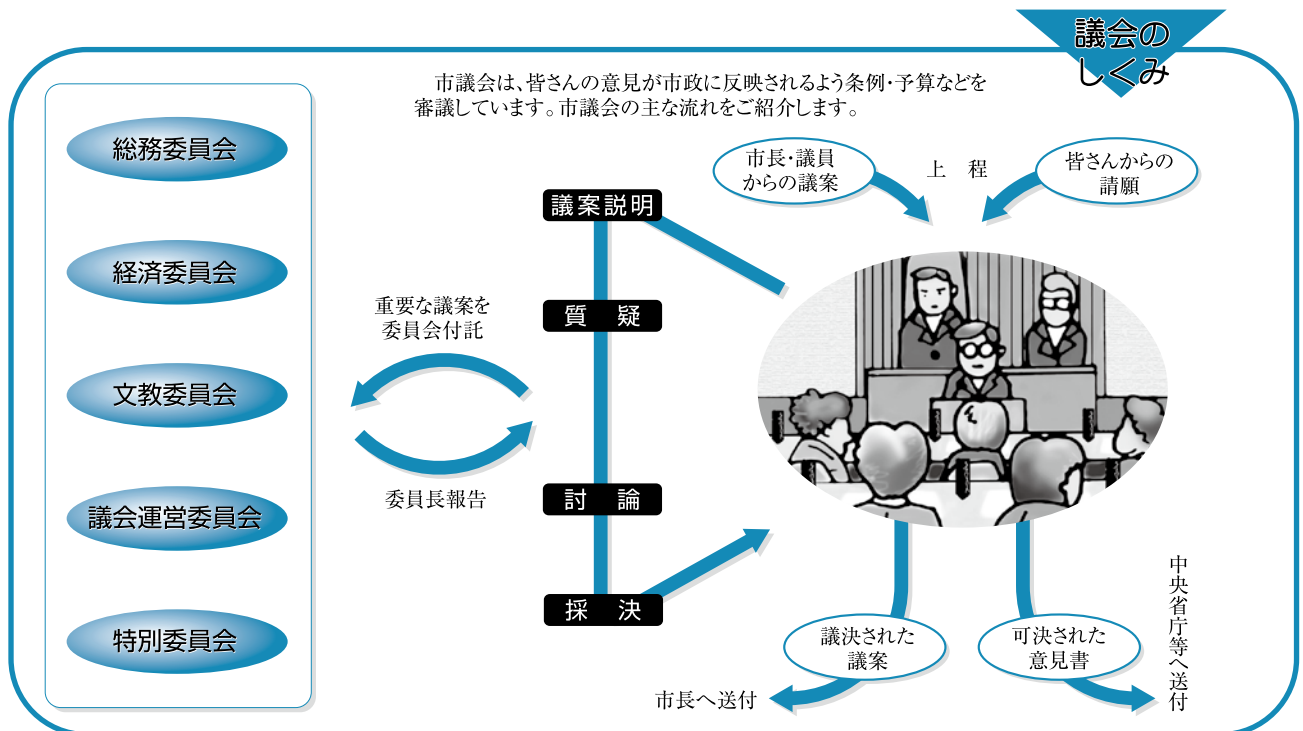 議会の
しくみ
市議会は、皆さんの意見が市政に反映されるよう条例・予算などを
審議しています。市議会の主な流れをご紹介します。
総務委員会
経済委員会
文教委員会
議会運営委員会
特別委員会
重要な議案を
委員会付託
委員長報告
議案説明
質　疑
討　論
採　決
市長・議員
からの議案
上　程
皆さんからの
請願
議決された
議案
市長へ送付
可決された
意見書
中央省庁等へ送付